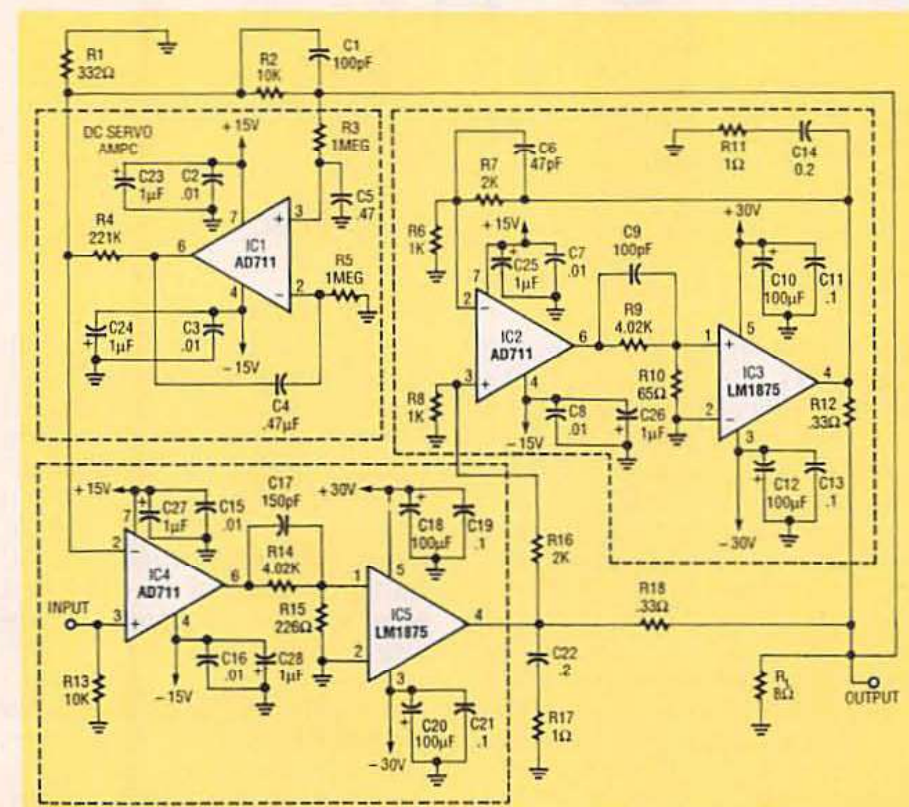 R1
332Ω
R2
10K
C1
100pF
DC SERVO
AMPC
+15V
C23
1µF
C2
.01
R3
1MEG
C5
.47
7
3
+
R4
221K
6
IC1
AD711
R5
1MEG
4
2
−
C24
1µF
C3
.01
−15V
C4
.47µF
R11
1Ω
C14
0.2
C6
47pF
R7
2K
R6
1K
+15V
C25
1µF
C7
.01
C9
100pF
+30V
C10
100µF
C11
.1
7
2
−
IC2
AD711
6
R9
4.02K
1
+
5
IC3
LM1875
4
R8
1K
3
+
4
R10
65Ω
2
−
3
R12
.33Ω
−15V
C8
.01
C26
1µF
C12
100µF
C13
.1
−30V
+15V
7
C27
1µF
C15
.01
C17
150pF
+30V
C18
100µF
C19
.1
2
−
IC4
AD711
6
R14
4.02K
1
5
R16
2K
R18
.33Ω
INPUT
3
+
4
R15
226Ω
IC5
LM1875
4
2
3
R13
10K
−15V
C16
.01
C28
1µF
C22
.2
R17
1Ω
C20
100µF
C21
.1
−30V
RL
8Ω
OUTPUT